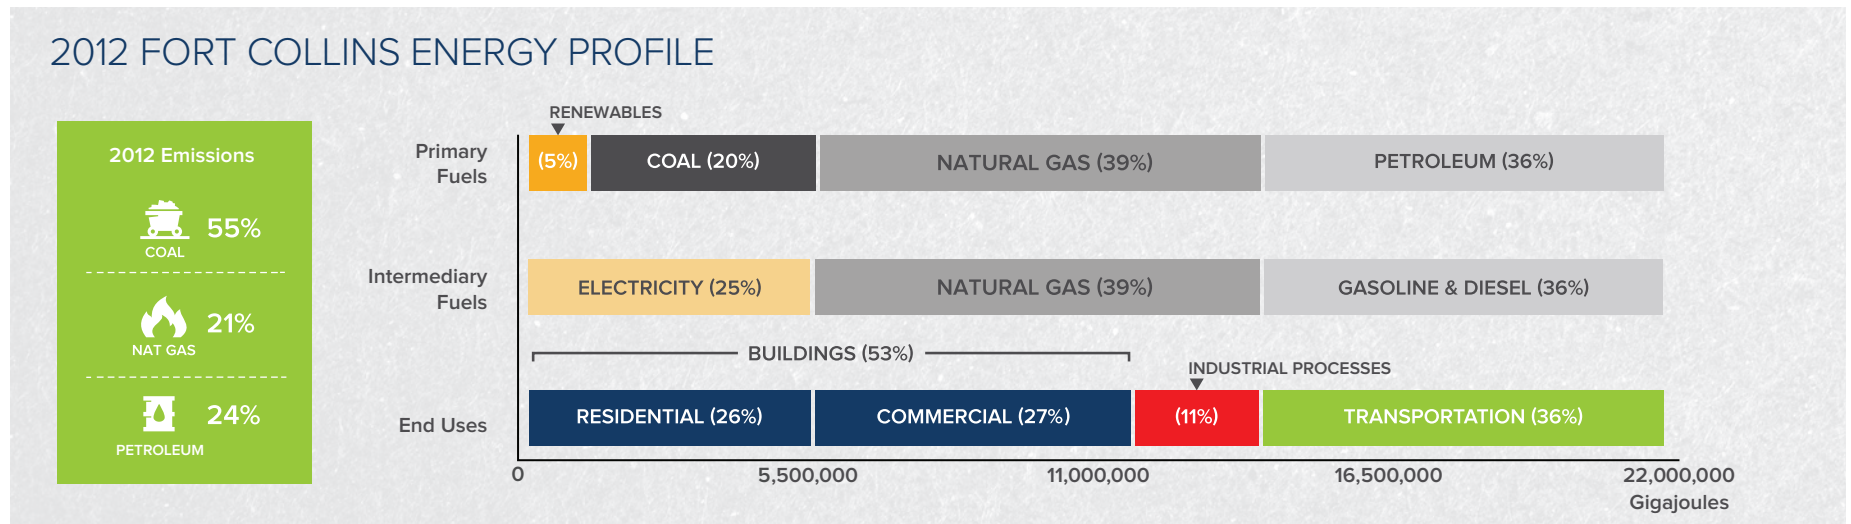 2012 FORT COLLINS ENERGY PROFILE
2012 Emissions
55%
COAL
21%
NAT GAS
24%
PETROLEUM
RENEWABLES
Primary
Fuels
(5%)
COAL (20%)
NATURAL GAS (39%)
PETROLEUM (36%)
Intermediary
Fuels
ELECTRICITY (25%)
NATURAL GAS (39%)
GASOLINE & DIESEL (36%)
BUILDINGS (53%)
INDUSTRIAL PROCESSES
End Uses
RESIDENTIAL (26%)
COMMERCIAL (27%)
(11%)
TRANSPORTATION (36%)
0
5,500,000
11,000,000
16,500,000
22,000,000
Gigajoules